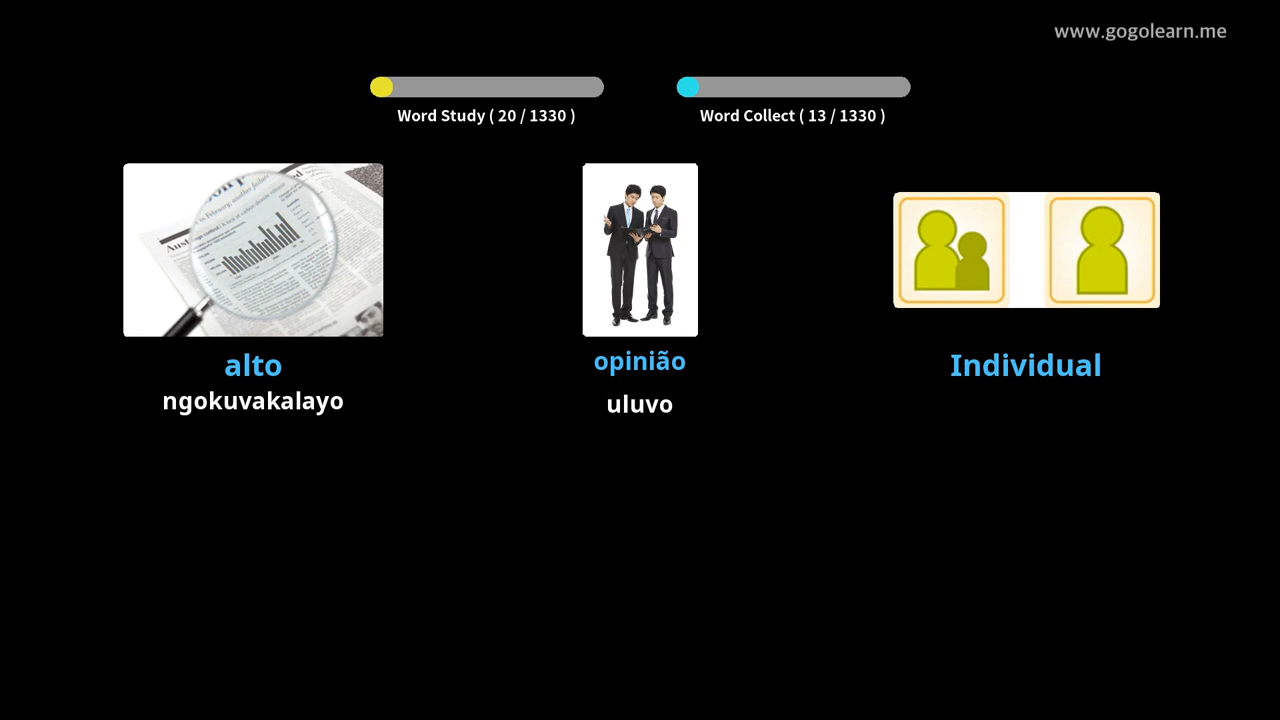 www.gogolearn.me
Word Study ( 20 / 1330 )
Word Collect ( 13 / 1330 )
alto
ngokuvakalayo
opinião
uluvo
Individual